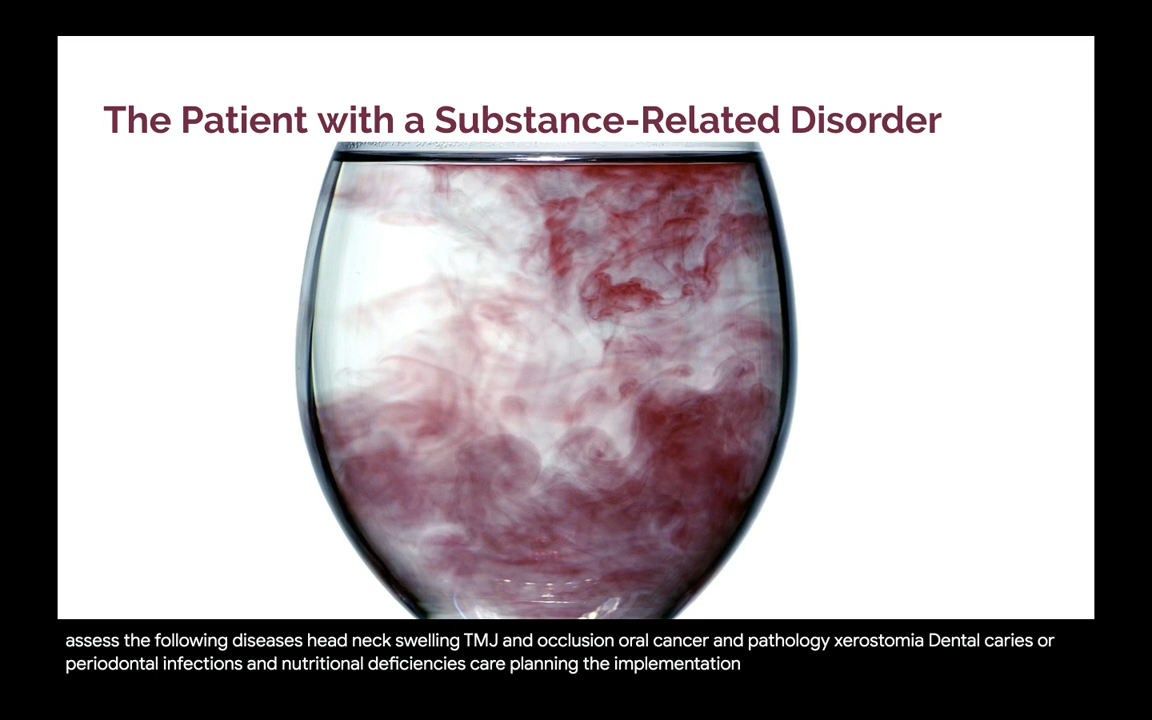 The Patient with a Substance-Related Disorder
assess the following diseases head neck swelling TMJ and occlusion oral cancer and pathology xerostomia Dental caries or
periodontal infections and nutritional deficiencies care planning the implementation